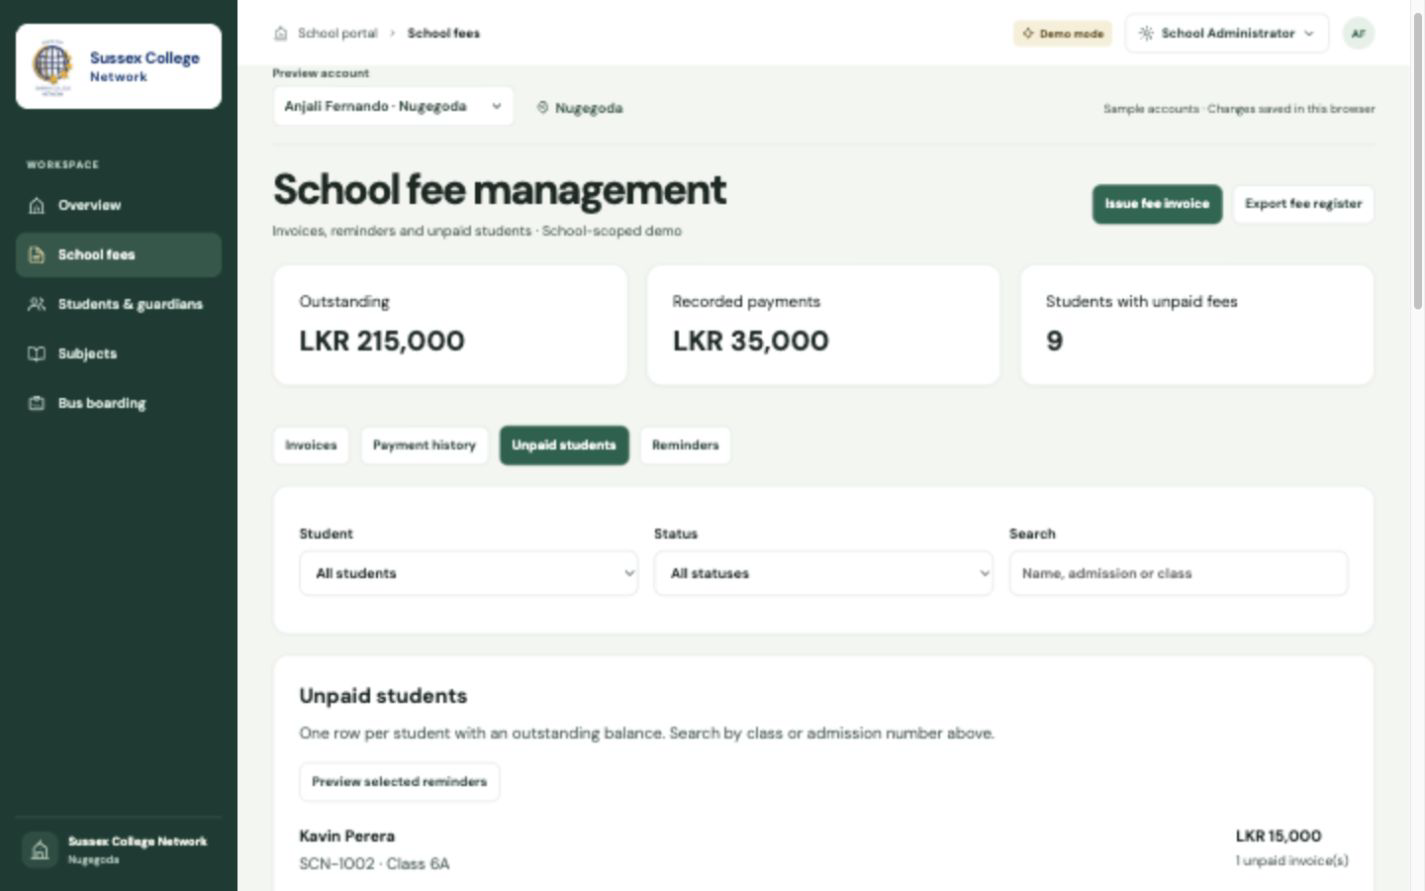 Sussex College
Network
School portal > School fees
Demo mode
School Administrator
AF
WORKSPACE
Overview
School fees
Students & guardians
Subjects
Bus boarding
Sussex College Network
Nugegoda
Preview account
Anjali Fernando · Nugegoda
Nugegoda
Sample accounts · Changes saved in this browser
School fee management
Invoices, reminders and unpaid students · School-scoped demo
Issue fee invoice
Export fee register
Outstanding
LKR 215,000
Recorded payments
LKR 35,000
Students with unpaid fees
9
Invoices
Payment history
Unpaid students
Reminders
Student
All students
Status
All statuses
Search
Name, admission or class
Unpaid students
One row per student with an outstanding balance. Search by class or admission number above.
Preview selected reminders
Kavin Perera
LKR 15,000
SCN-1002 · Class 6A
1 unpaid invoice(s)